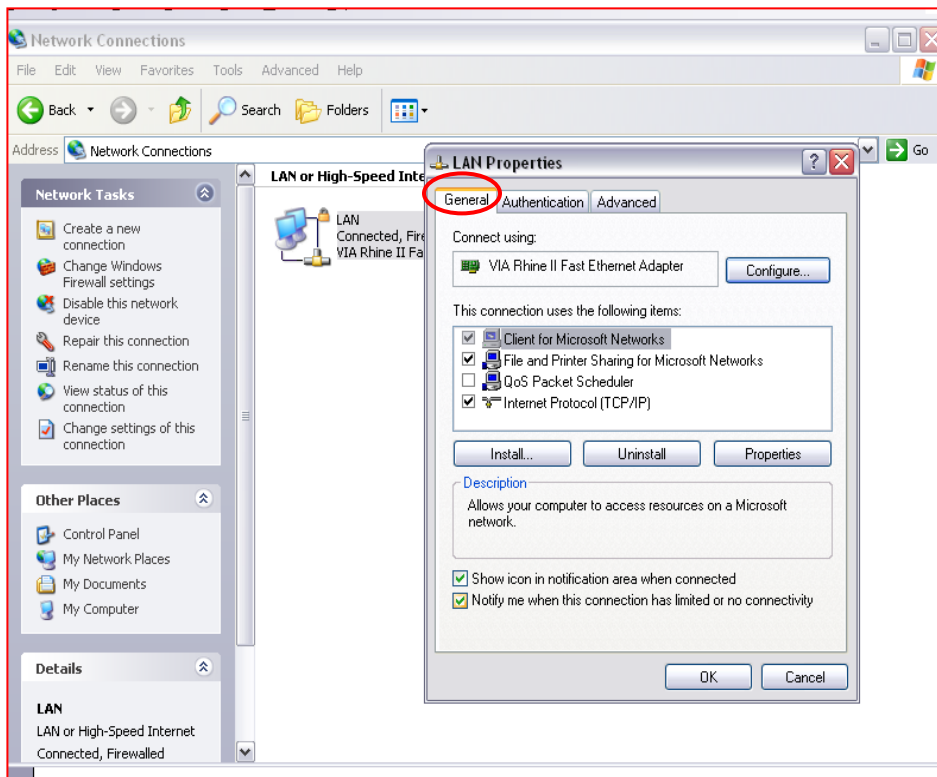 Network Connections
File Edit View Favorites Tools Advanced Help
Back Search Folders
Address Network Connections Go
Network Tasks
Create a new
connection
Change Windows
Firewall settings
Disable this network
device
Repair this connection
Rename this connection
View status of this
connection
Change settings of this
connection
Other Places
Control Panel
My Network Places
My Documents
My Computer
Details
LAN
LAN or High-Speed Internet
Connected, Firewalled
LAN or High-Speed Inte
LAN
Connected, Fire
VIA Rhine II Fa
LAN Properties
General Authentication Advanced
Connect using:
VIA Rhine II Fast Ethernet Adapter Configure...
This connection uses the following items:
Client for Microsoft Networks
File and Printer Sharing for Microsoft Networks
QoS Packet Scheduler
Internet Protocol (TCP/IP)
Install... Uninstall Properties
Description
Allows your computer to access resources on a Microsoft
network.
Show icon in notification area when connected
Notify me when this connection has limited or no connectivity
OK Cancel